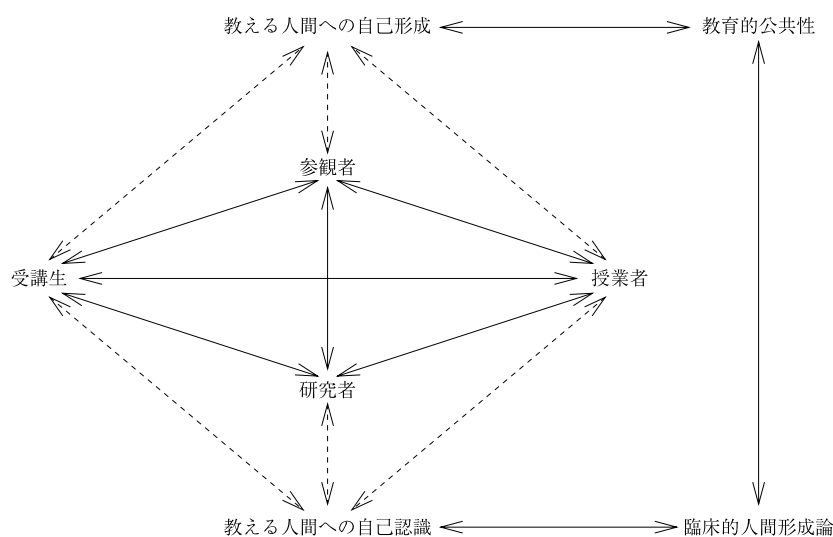 教える人間への自己形成
教育的公共性
参観者
受講生
授業者
研究者
教える人間への自己認識
臨床的人間形成論